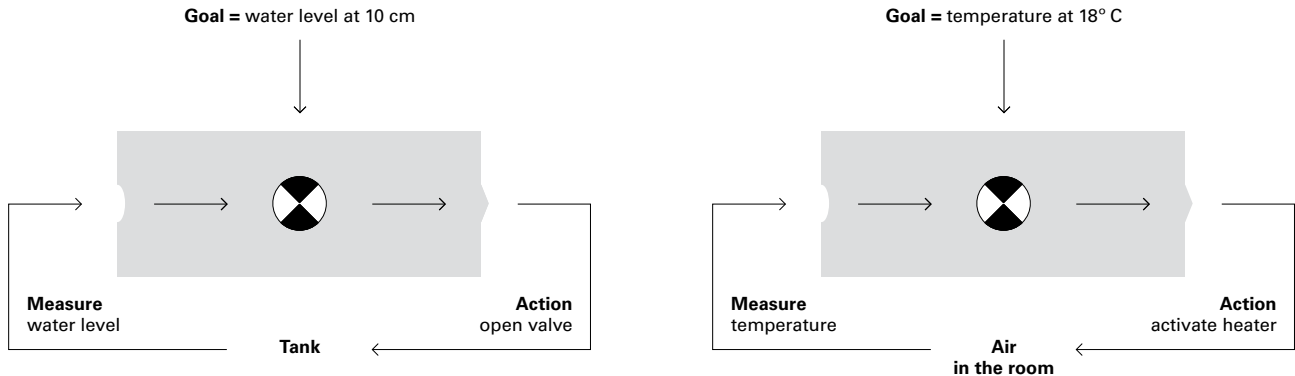 Goal = water level at 10 cm
Measure
water level
Action
open valve
Tank
Goal = temperature at 18° C
Measure
temperature
Action
activate heater
Air
in the room